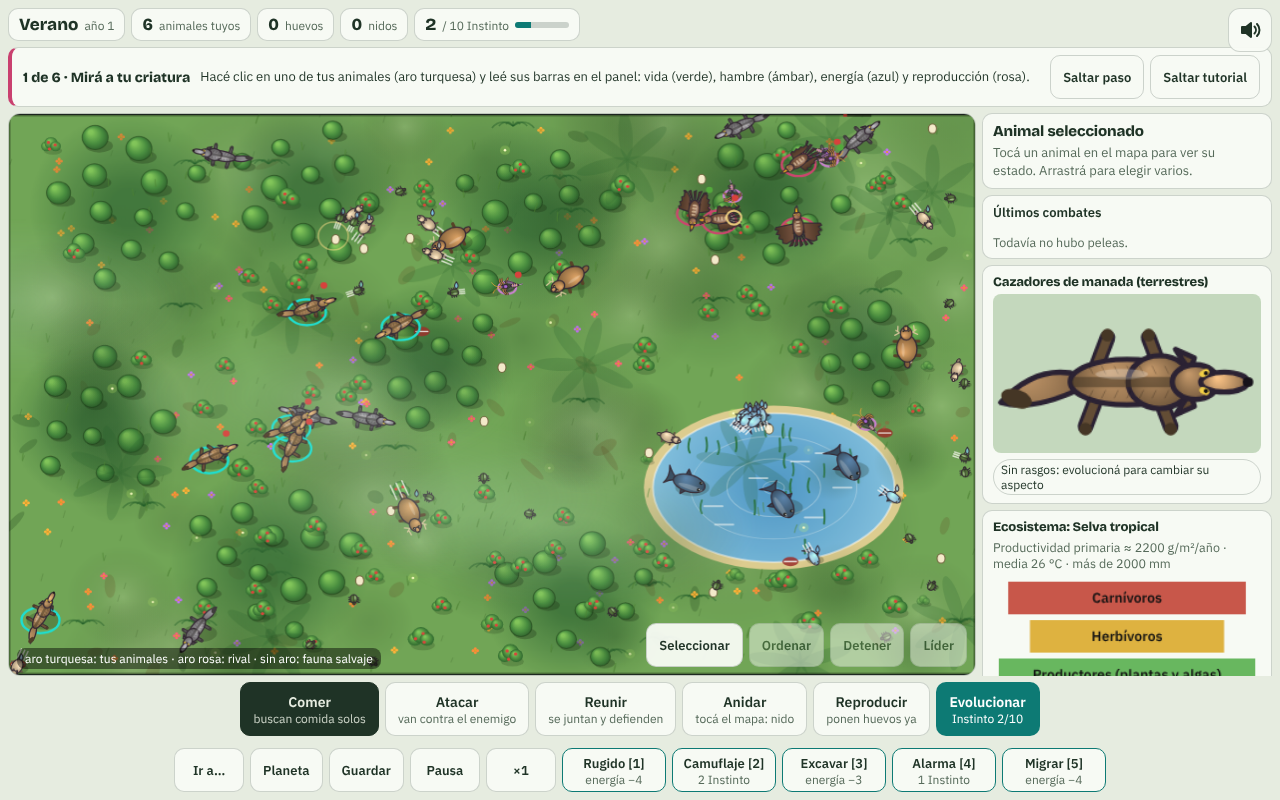 Verano año 1
6 animales tuyos
0 huevos
0 nidos
2 / 10 Instinto
1 de 6 · Mirá a tu criatura
Hacé clic en uno de tus animales (aro turquesa) y leé sus barras en el panel: vida (verde), hambre (ámbar), energía (azul) y reproducción (rosa).
Saltar paso
Saltar tutorial
Animal seleccionado
Tocá un animal en el mapa para ver su
estado. Arrastrá para elegir varios.
Últimos combates
Todavía no hubo peleas.
Cazadores de manada (terrestres)
Sin rasgos: evolucioná para cambiar su
aspecto
Ecosistema: Selva tropical
Productividad primaria ≈ 2200 g/m²/año ·
media 26 °C · más de 2000 mm
Carnívoros
Herbívoros
Productores (plantas y algas)
Seleccionar
Ordenar
Detener
Líder
aro turquesa: tus animales · aro rosa: rival · sin aro: fauna salvaje
Comer
buscan comida solos
Atacar
van contra el enemigo
Reunir
se juntan y defienden
Anidar
tocá el mapa: nido
Reproducir
ponen huevos ya
Evolucionar
Instinto 2/10
Ir a…
Planeta
Guardar
Pausa
×1
Rugido [1]
energía −4
Camuflaje [2]
2 Instinto
Excavar [3]
energía −3
Alarma [4]
1 Instinto
Migrar [5]
energía −4